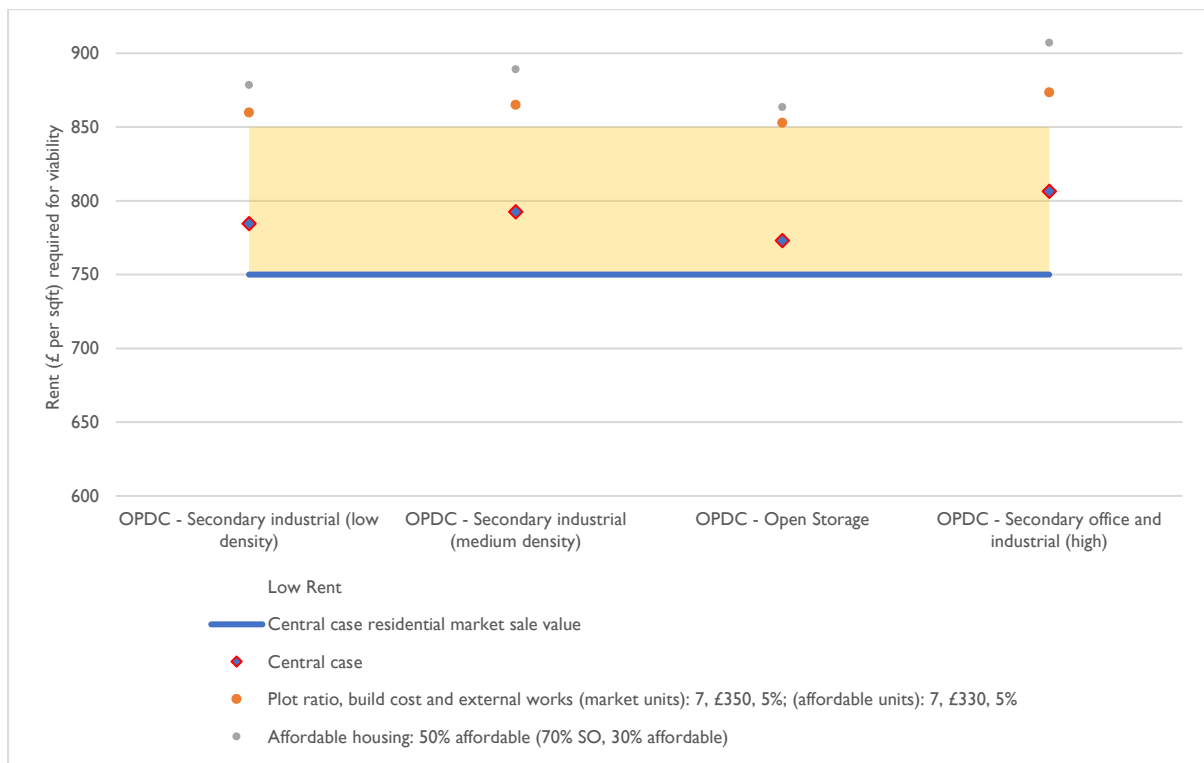 Rent (£ per sqft) required for viability
900
850
800
750
700
650
600
OPDC - Secondary industrial (low
density)
OPDC - Secondary industrial
(medium density)
OPDC - Open Storage
OPDC - Secondary office and
industrial (high)
Low Rent
Central case residential market sale value
Central case
Plot ratio, build cost and external works (market units): 7, £350, 5%; (affordable units): 7, £330, 5%
Affordable housing: 50% affordable (70% SO, 30% affordable)